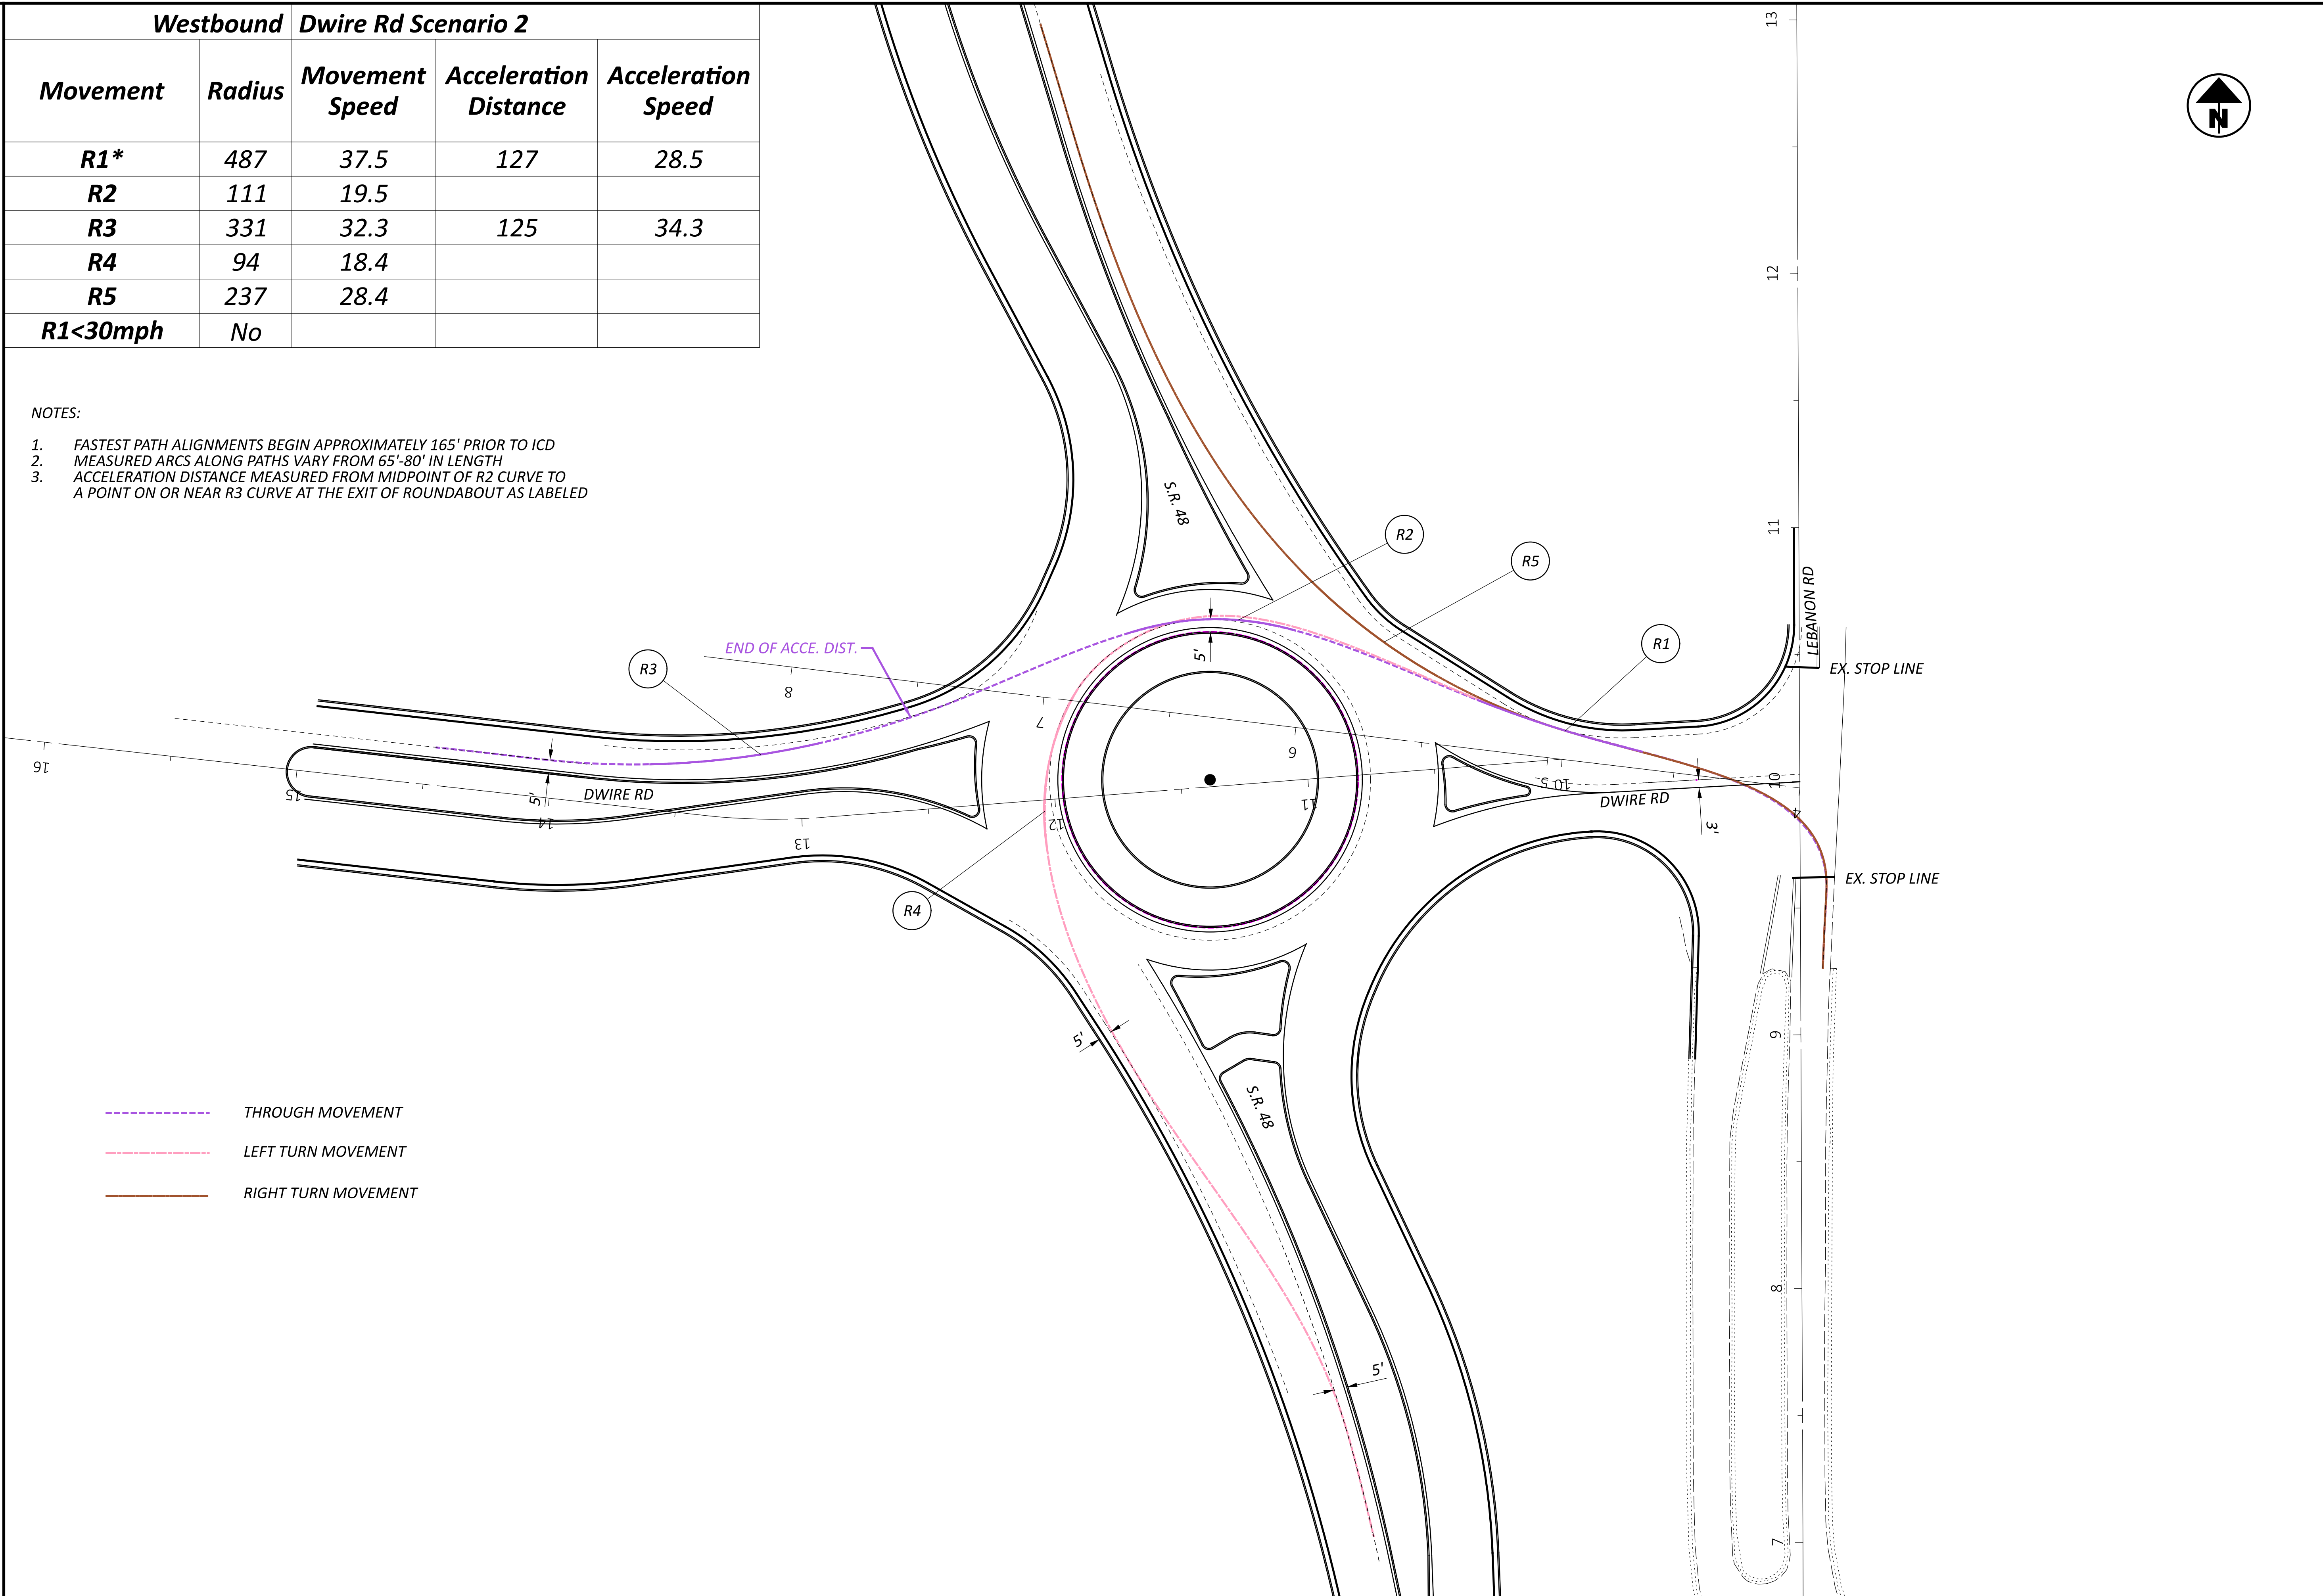 Westbound Dwire Rd Scenario 2
Movement Radius Movement Speed Acceleration Distance Acceleration Speed
R1* 487 37.5 127 28.5
R2 111 19.5
R3 331 32.3 125 34.3
R4 94 18.4
R5 237 28.4
R1<30mph No
NOTES:
1. FASTEST PATH ALIGNMENTS BEGIN APPROXIMATELY 165' PRIOR TO ICD
2. MEASURED ARCS ALONG PATHS VARY FROM 65'-80' IN LENGTH
3. ACCELERATION DISTANCE MEASURED FROM MIDPOINT OF R2 CURVE TO
A POINT ON OR NEAR R3 CURVE AT THE EXIT OF ROUNDABOUT AS LABELED
N
13
12
11
S.R. 48
R2
R5
LEBANON RD
R1
END OF ACCE. DIST.
R3
5'
EX. STOP LINE
8
7
6
16
15
14
13
12
11
10
5
10
4
5'
DWIRE RD
DWIRE RD
3'
R4
EX. STOP LINE
5'
9
S.R. 48
THROUGH MOVEMENT
LEFT TURN MOVEMENT
RIGHT TURN MOVEMENT
8
5'
7